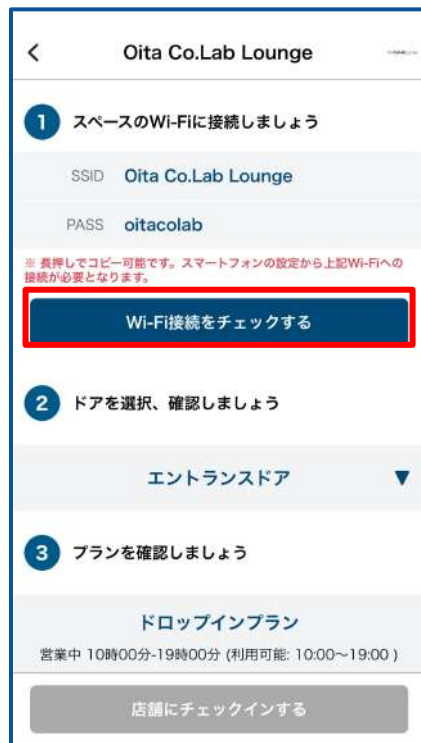 Oita Co.Lab Lounge
1 スペースのWi-Fiに接続しましょう
SSID Oita Co.Lab Lounge
PASS oitacolab
※ 長押しでコピー可能です。スマートフォンの設定から上記Wi-Fiへの
接続が必要となります。
Wi-Fi接続をチェックする
2 ドアを選択、確認しましょう
エントランスドア ▼
3 プランを確認しましょう
ドロップインプラン
営業中 10時00分-19時00分 (利用可能: 10:00〜19:00 )
店舗にチェックインする